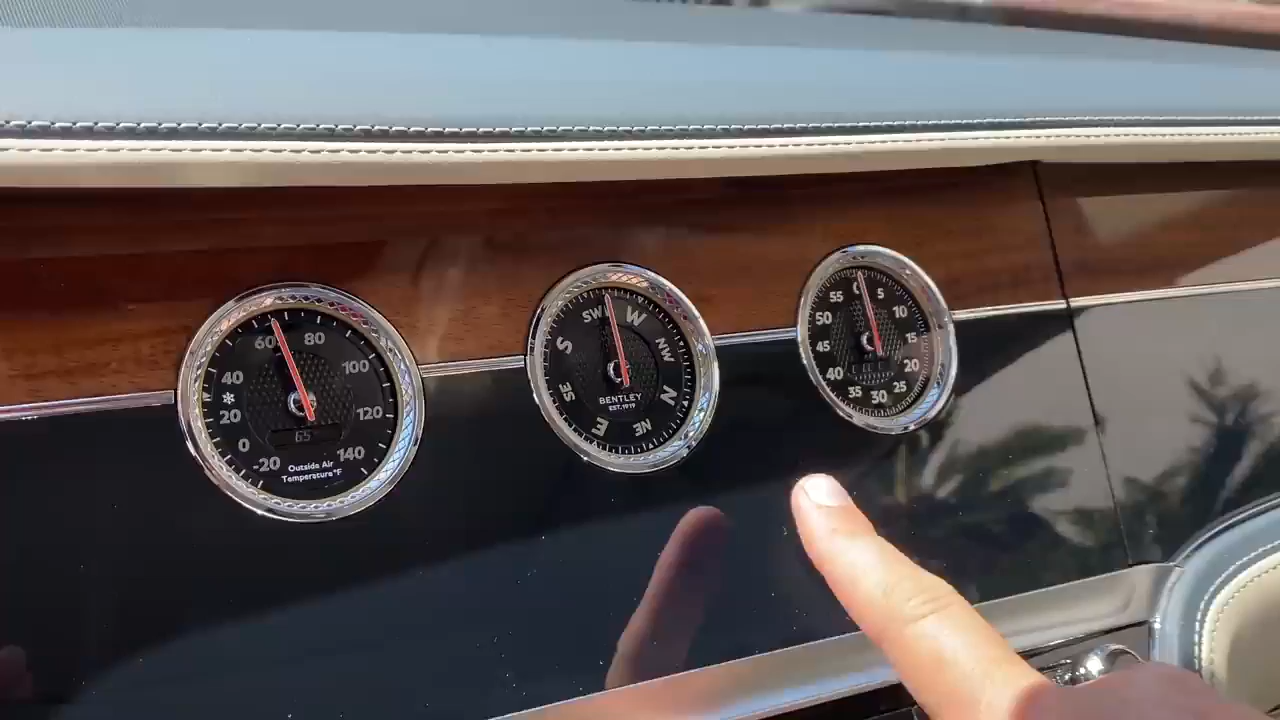 60 80
40 100
20 120
0 140
-20
65
Outside Air
Temperature °F
SW W
S NW
SE N
E NE
BENTLEY
EST.1919
55 0 5
50 10
45 15
40 20
35 30 25